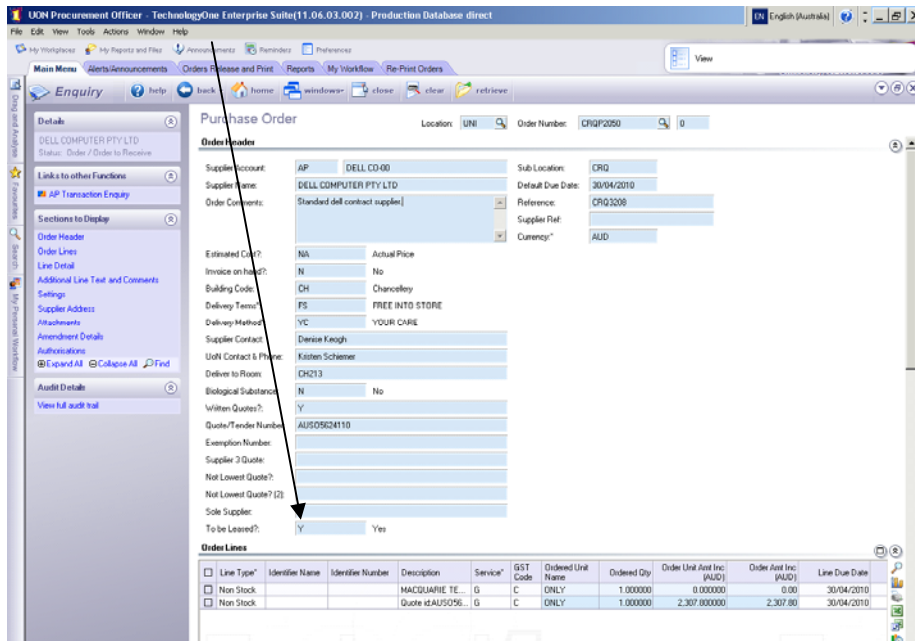 UON Procurement Officer - TechnologyOne Enterprise Suite(11.06.03.002) - Production Database direct
EN English (Australia)
File Edit View Tools Actions Window Help
My Workplaces My Reports and Files Announcements Reminders Preferences
View
Main Menu Alerts/Announcements Orders Release and Print Reports My Workflow Re-Print Orders
Enquiry help back home windows close clear retrieve
Drag and Analyse
Favourites
Search
My Personal Workflow
Details
DELL COMPUTER PTY LTD
Status: Order / Order to Receive
Links to other Functions
AP Transaction Enquiry
Sections to Display
Order Header
Order Lines
Line Detail
Additional Line Text and Comments
Settings
Supplier Address
Attachments
Amendment Details
Authorisations
Expand All Collapse All Find
Audit Details
View full audit trail
Purchase Order Location: UNI Order Number: CRQP2050 0
Order Header
Supplier Account: AP DELL CO-00 Sub Location: CRQ
Supplier Name: DELL COMPUTER PTY LTD Default Due Date: 30/04/2010
Order Comments: Standard dell contract supplier. Reference: CRQ3208
Supplier Ref:
Currency:* AUD
Estimated Cost?: NA Actual Price
Invoice on hand?: N No
Building Code: CH Chancellery
Delivery Terms* FS FREE INTO STORE
Delivery Method* YC YOUR CARE
Supplier Contact: Denise Keogh
UoN Contact & Phone: Kristen Schiemer
Deliver to Room: CH213
Biological Substance: N No
Written Quotes?: Y
Quote/Tender Number: AUSO5624110
Exemption Number:
Supplier 3 Quote:
Not Lowest Quote?:
Not Lowest Quote? (2):
Sole Supplier:
To be Leased?: Y Yes
Order Lines
Line Type* Identifier Name Identifier Number Description Service* GST Code Ordered Unit Name Ordered Qty Order Unit Amt Inc (AUD) Order Amt Inc (AUD) Line Due Date
Non Stock MACQUARIE TE... G C ONLY 1.000000 0.000000 0.00 30/04/2010
Non Stock Quote id:AUSO56... G C ONLY 1.000000 2,307.800000 2,307.80 30/04/2010